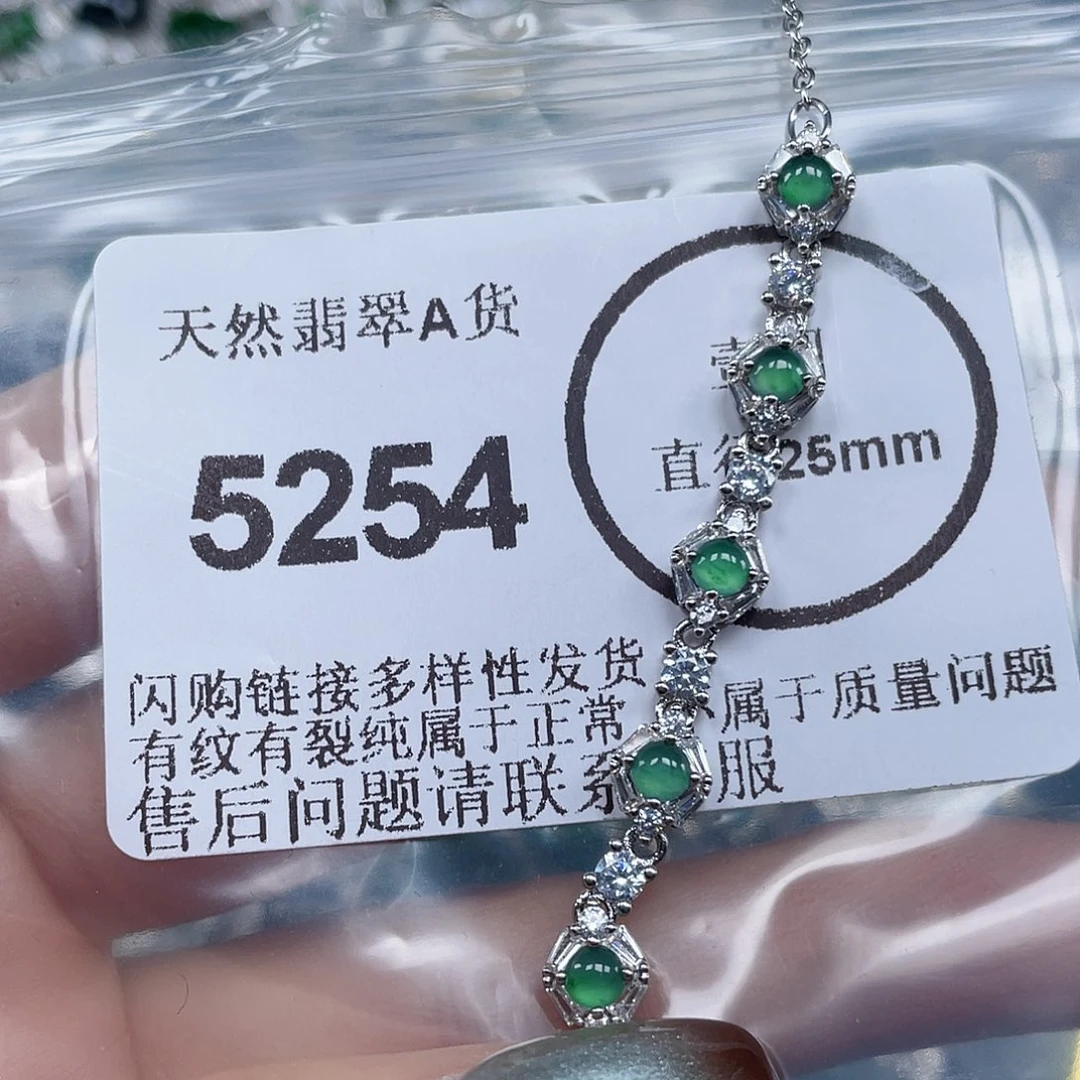 天然翡翠A货
5254
直径25mm
闪购链接多样性发货
有纹有裂纯属于正常 属于质量问题
售后问题请联系 服